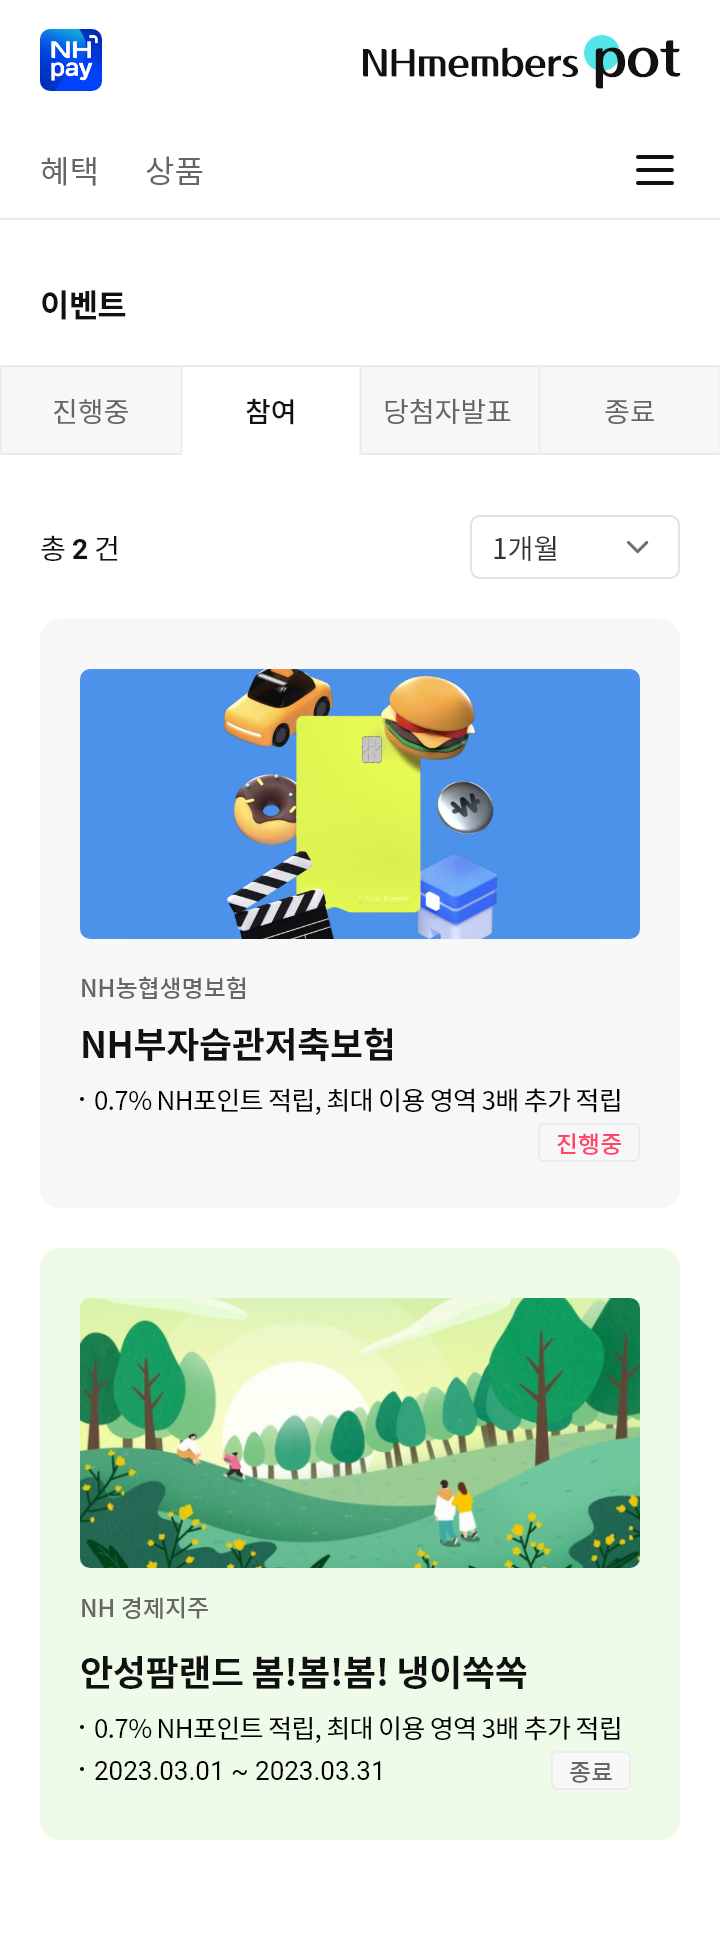 NH
pay
NHmembers pot
혜택 상품
이벤트
진행중 참여 당첨자발표 종료
총 2 건
1개월
NH농협생명보험
NH부자습관저축보험
· 0.7% NH포인트 적립, 최대 이용 영역 3배 추가 적립
진행중
NH 경제지주
안성팜랜드 봄!봄!봄! 냉이쏙쏙
· 0.7% NH포인트 적립, 최대 이용 영역 3배 추가 적립
· 2023.03.01 ~ 2023.03.31
종료